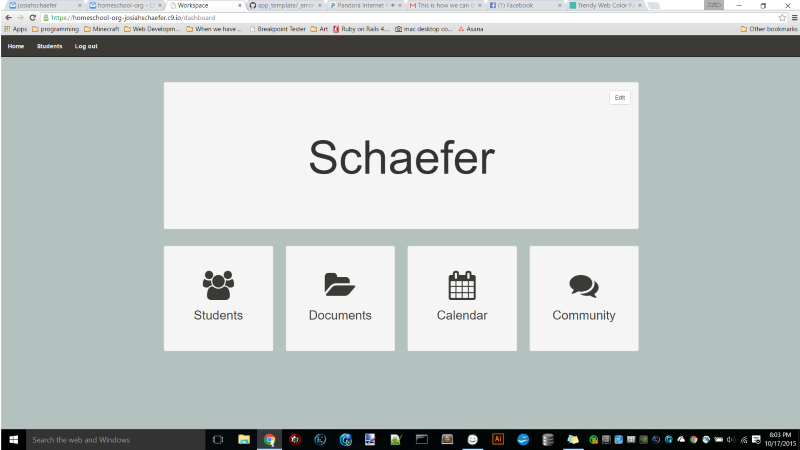 josiahschaefer
homeschool-org - C
Workspace
app_template/_error
Pandora Internet
This is how we can
(1) Facebook
Trendy Web Color Pa
https://homeschool-org-josiahschaefer.c9.io/dashboard
Apps
programming
Minecraft
Web Developm...
When we have ...
Breakpoint Tester
Art
Ruby on Rails 4....
mac desktop co...
Asana
Other bookmarks
Home
Students
Log out
Edit
Schaefer
Students
Documents
Calendar
Community
Search the web and Windows
Ai
8:03 PM
10/17/2015